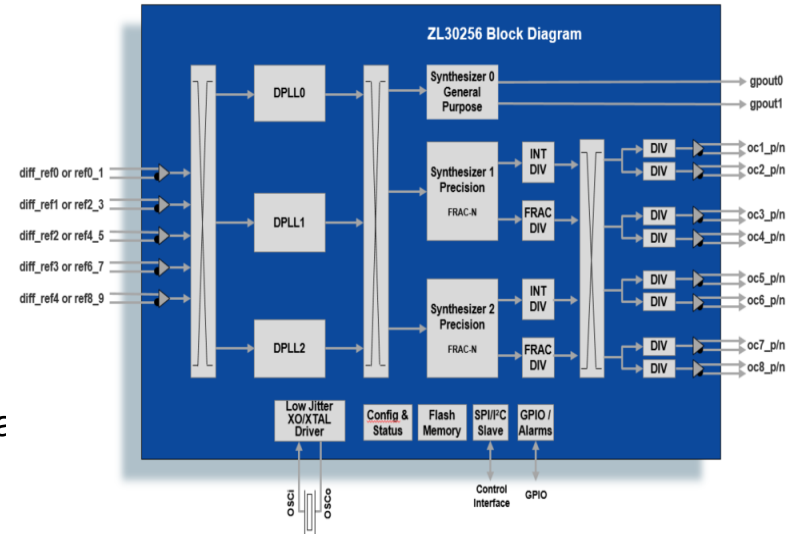 ZL30256 Block Diagram
diff_ref0 or ref0_1
diff_ref1 or ref2_3
diff_ref2 or ref4_5
diff_ref3 or ref6_7
diff_ref4 or ref8_9
DPLL0
DPLL1
DPLL2
Synthesizer 0
General
Purpose
Synthesizer 1
Precision
FRAC-N
Synthesizer 2
Precision
FRAC-N
INT
DIV
FRAC
DIV
INT
DIV
FRAC
DIV
DIV
DIV
DIV
DIV
DIV
DIV
DIV
DIV
gpout0
gpout1
oc1_p/n
oc2_p/n
oc3_p/n
oc4_p/n
oc5_p/n
oc6_p/n
oc7_p/n
oc8_p/n
Low Jitter
XO/XTAL
Driver
Config &
Status
Flash
Memory
SPI/I²C
Slave
GPIO /
Alarms
OSCi
OSCo
Control
Interface
GPIO